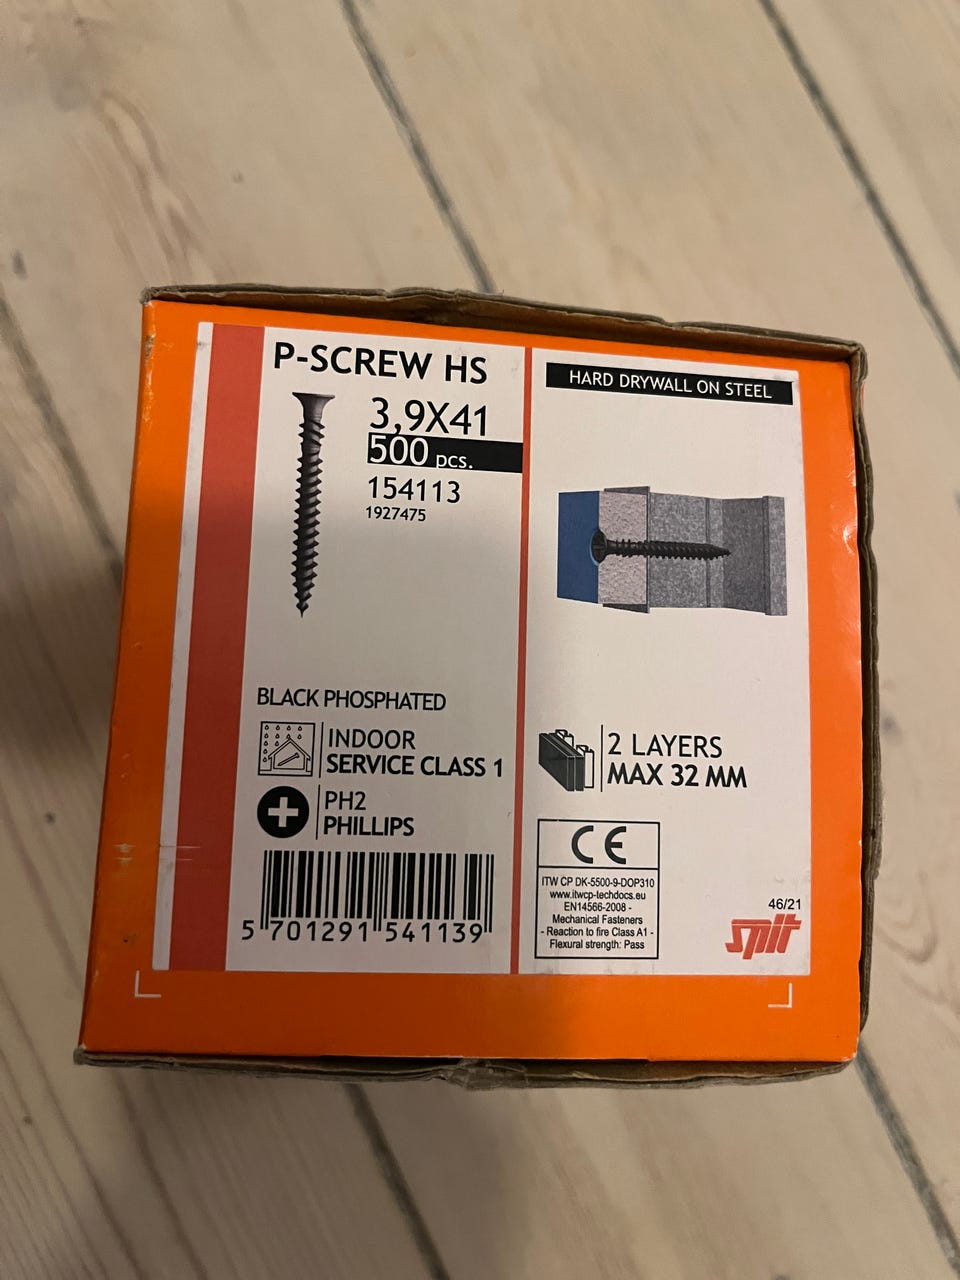 P-SCREW HS
3,9X41
500 pcs.
154113
1927475
BLACK PHOSPHATED
INDOOR
SERVICE CLASS 1
PH2
PHILLIPS
5 701291 541139
HARD DRYWALL ON STEEL
2 LAYERS
MAX 32 MM
CE
ITW CP DK-5500-9-DOP310
www.itwcp-techdocs.eu
EN14566-2008 -
Mechanical Fasteners
- Reaction to fire Class A1 -
Flexural strength: Pass
46/21
spit